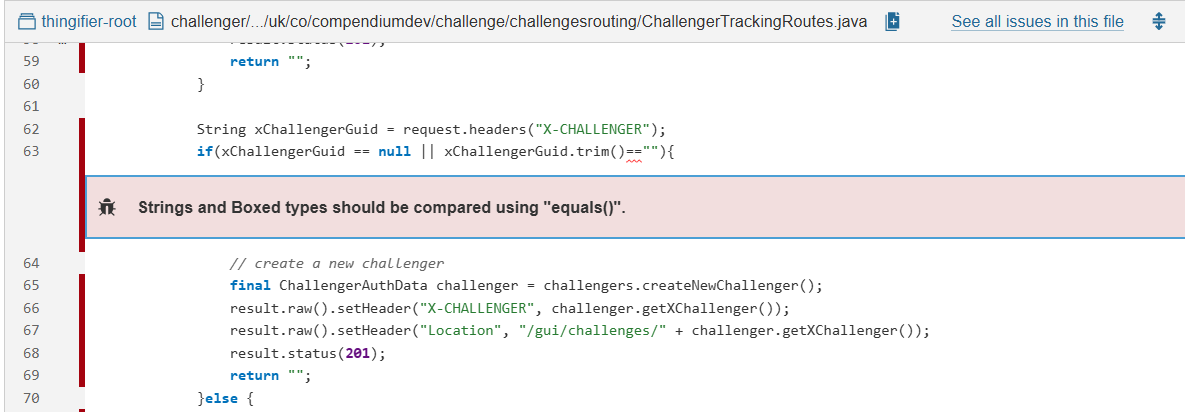 thingifier-root challenger/.../uk/co/compendiumdev/challenge/challengesrouting/ChallengerTrackingRoutes.java See all issues in this file
59 return "";
60 }
61
62 String xChallengerGuid = request.headers("X-CHALLENGER");
63 if(xChallengerGuid == null || xChallengerGuid.trim()==""){
Strings and Boxed types should be compared using "equals()".
64 // create a new challenger
65 final ChallengerAuthData challenger = challengers.createNewChallenger();
66 result.raw().setHeader("X-CHALLENGER", challenger.getXChallenger());
67 result.raw().setHeader("Location", "/gui/challenges/" + challenger.getXChallenger());
68 result.status(201);
69 return "";
70 }else {